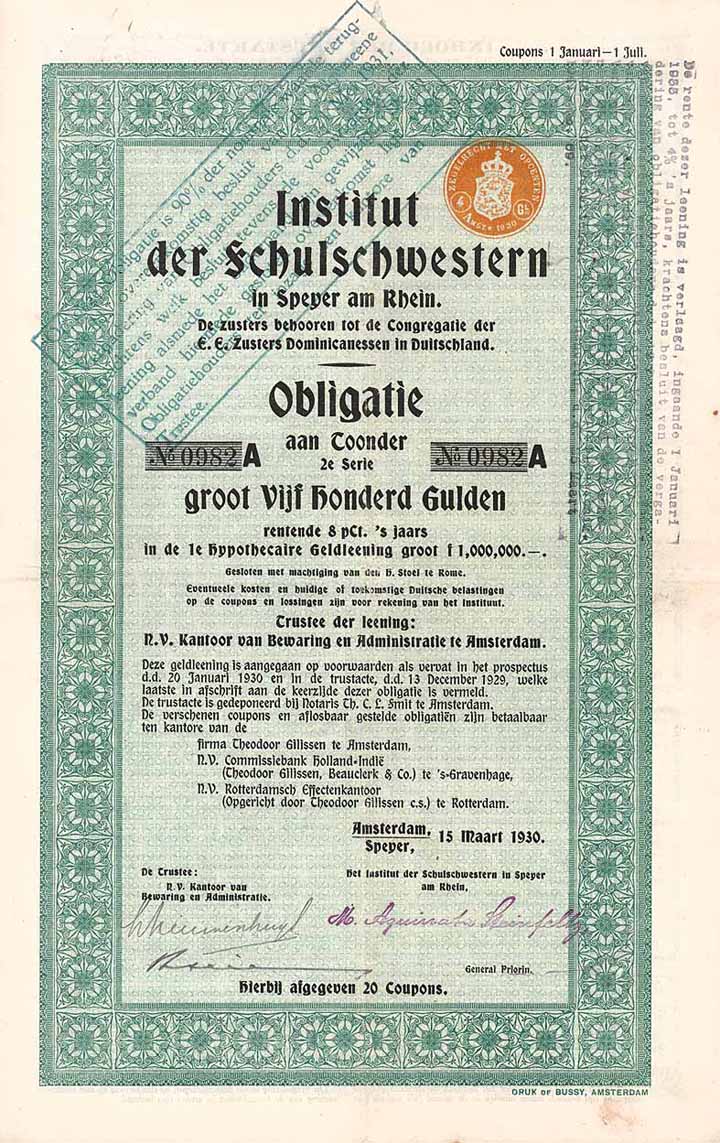 Coupons 1 Januari—1 Juli.
De rente dezer leening is verlaagd, ingaande 1 Januari
1935, tot 4% 's jaars, krachtens besluit van de verga-
dering van
ZEGELRECHT MET OPCENTEN
4 Gh
AMST. 1930
Institut
der Schulschwestern
in Speyer am Rhein.
De zusters behooren tot de Congregatie der
E. E. Zusters Dominicanessen in Duitschland.
Obligatie
aan Toonder
No 0982 A
2e Serie
No 0982 A
groot Vijf Honderd Gulden
rentende 8 pCt. 's jaars
in de 1e Hypothecaire Geldleening groot f 1,000,000.—.
Gesloten met machtiging van den H. Stoel te Rome.
Eventueele kosten en huidige of toekomstige Duitsche belastingen
op de coupons en lossingen zijn voor rekening van het Instituut.
Trustee der leening:
N.V. Kantoor van Bewaring en Administratie te Amsterdam.
Deze geldleening is aangegaan op voorwaarden als vervat in het prospectus
d.d. 20 Januari 1930 en in de trustacte, d.d. 13 December 1929, welke
laatste in afschrift aan de keerzijde dezer obligatie is vermeld.
De trustacte is gedeponeerd bij Notaris Th. C. L. Smit te Amsterdam.
De verschenen coupons en aflosbaar gestelde obligatiën zijn betaalbaar
ten kantore van de
firma Theodoor Gilissen te Amsterdam,
N.V. Commissiebank Holland-Indië
(Theodoor Gilissen, Beauclerk & Co.) te 's-Gravenhage,
N.V. Rotterdamsch Effectenkantoor
(Opgericht door Theodoor Gilissen c.s.) te Rotterdam.
Amsterdam, 15 Maart 1930.
Speyer,
De Trustee:
N.V. Kantoor van
Bewaring en Administratie.
Het Institut der Schulschwestern in Speyer
am Rhein,
M. Aquinata
General Priorin.
Hierbij afgegeven 20 Coupons.
DRUK DE BUSSY, AMSTERDAM